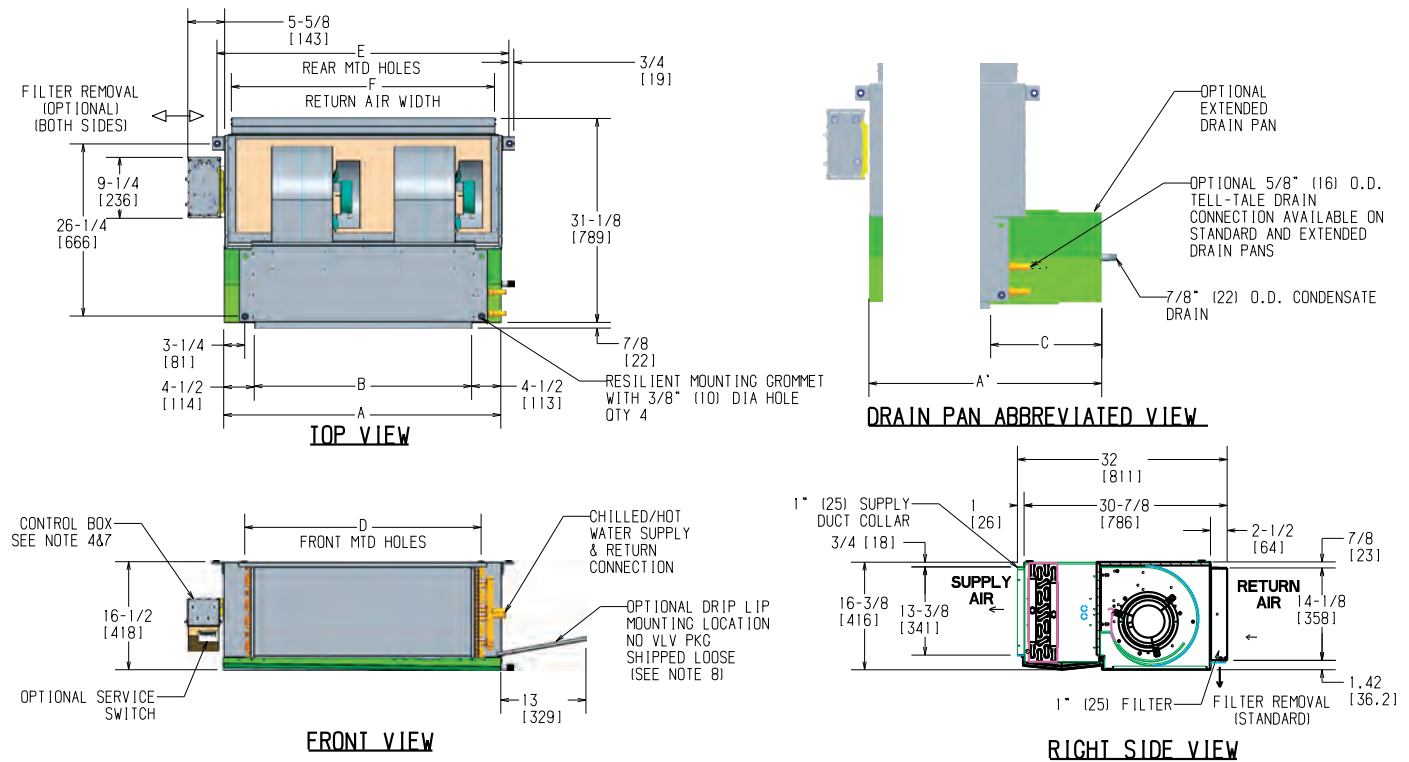 5-5/8
[143]
E
REAR MTD HOLES
3/4
[19]
F
RETURN AIR WIDTH
FILTER REMOVAL
(OPTIONAL)
(BOTH SIDES)
9-1/4
[236]
26-1/4
[666]
31-1/8
[789]
3-1/4
[81]
7/8
[22]
4-1/2
[114]
B
4-1/2
[113]
A
RESILIENT MOUNTING GROMMET
WITH 3/8" (10) DIA HOLE
QTY 4
TOP VIEW
OPTIONAL
EXTENDED
DRAIN PAN
OPTIONAL 5/8" (16) O.D.
TELL-TALE DRAIN
CONNECTION AVAILABLE ON
STANDARD AND EXTENDED
DRAIN PANS
7/8" (22) O.D. CONDENSATE
DRAIN
C
A'
DRAIN PAN ABBREVIATED VIEW
CONTROL BOX
SEE NOTE 4&7
D
FRONT MTD HOLES
CHILLED/HOT
WATER SUPPLY
& RETURN
CONNECTION
16-1/2
[418]
OPTIONAL DRIP LIP
MOUNTING LOCATION
NO VLV PKG
SHIPPED LOOSE
(SEE NOTE 8)
OPTIONAL SERVICE
SWITCH
13
[329]
FRONT VIEW
32
[811]
1" (25) SUPPLY
DUCT COLLAR
1
[26]
30-7/8
[786]
2-1/2
[64]
3/4 [18]
7/8
[23]
SUPPLY
AIR
RETURN
AIR
16-3/8
[416]
13-3/8
[341]
CC
14-1/8
[358]
1.42
[36.2]
1" (25) FILTER
FILTER REMOVAL
(STANDARD)
RIGHT SIDE VIEW